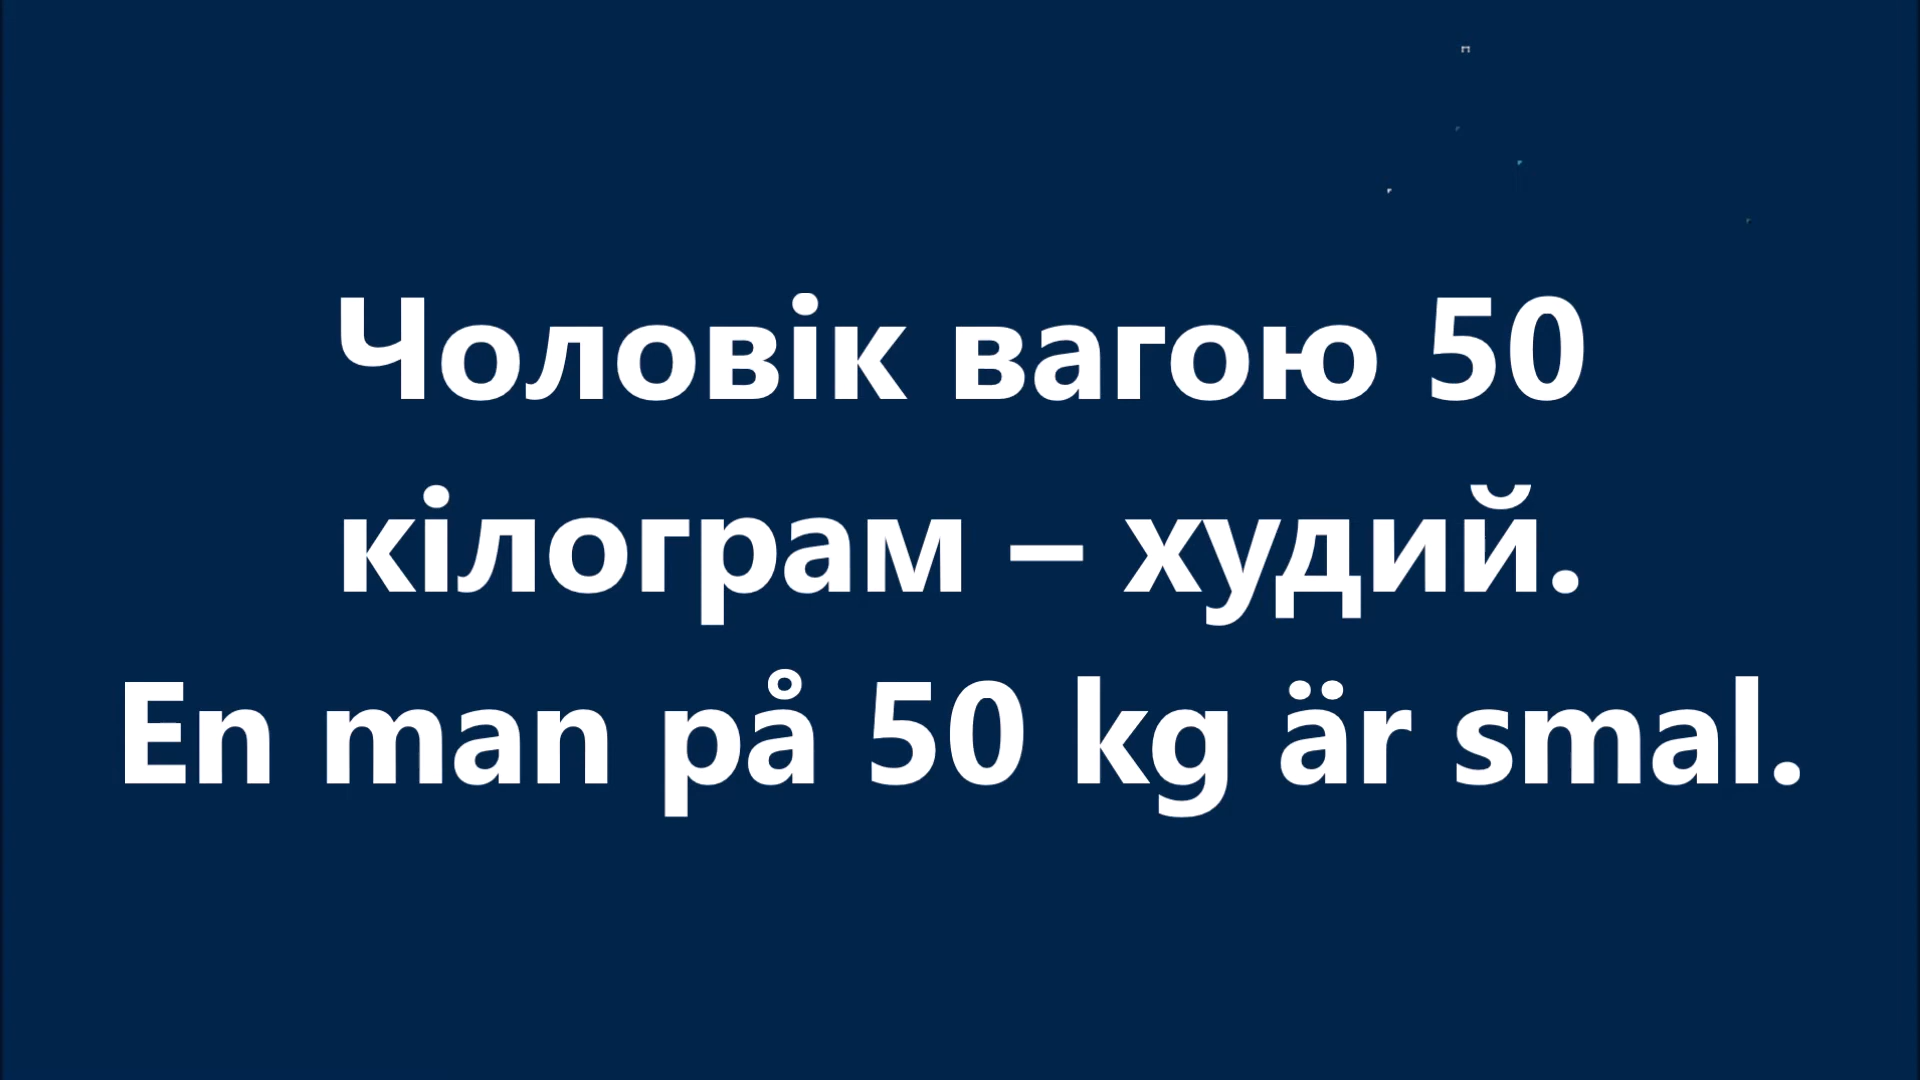 Чоловік вагою 50
кілограм – худий.
En man på 50 kg är smal.